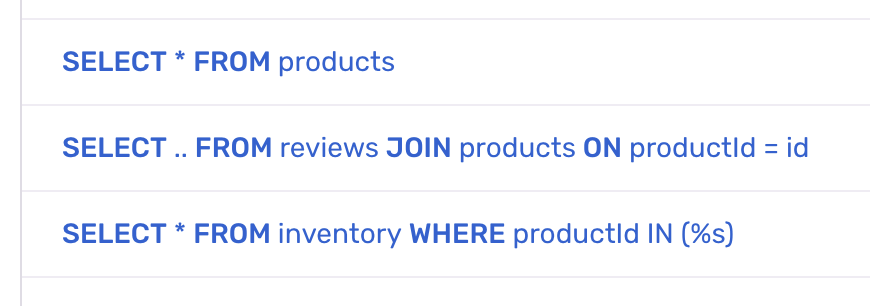 SELECT * FROM products
SELECT .. FROM reviews JOIN products ON productId = id
SELECT * FROM inventory WHERE productId IN (%s)